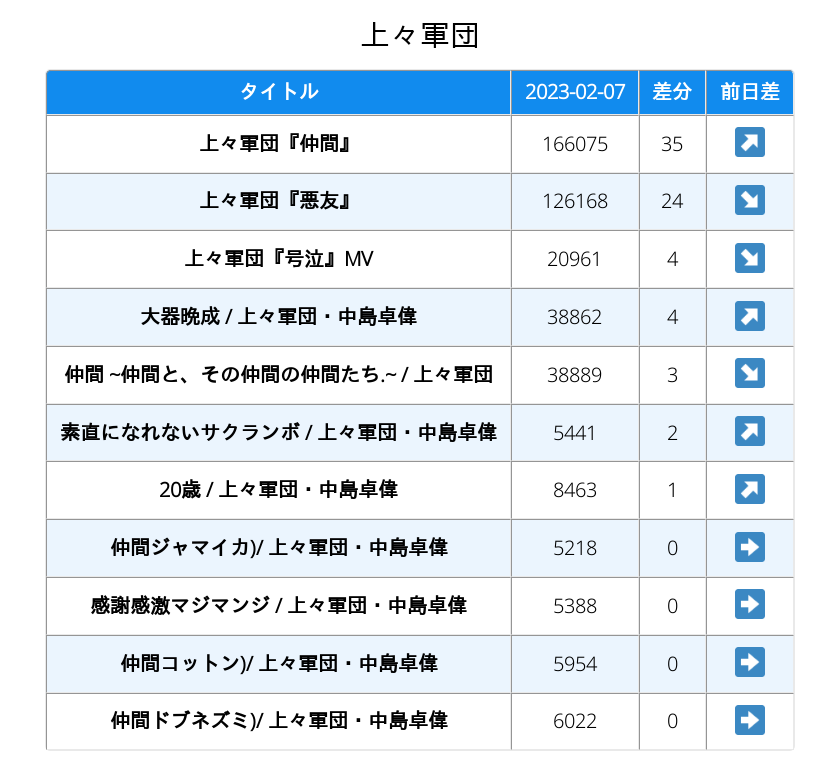 上々軍団
タイトル 2023-02-07 差分 前日差
上々軍団『仲間』 166075 35 ↗
上々軍団『悪友』 126168 24 ↘
上々軍団『号泣』MV 20961 4 ↘
大器晩成 / 上々軍団・中島卓偉 38862 4 ↗
仲間 ~仲間と、その仲間の仲間たち.~ / 上々軍団 38889 3 ↘
素直になれないサクランボ / 上々軍団・中島卓偉 5441 2 ↗
20歳 / 上々軍団・中島卓偉 8463 1 ↗
仲間ジャマイカ)/ 上々軍団・中島卓偉 5218 0 ➡
感謝感激マジマンジ / 上々軍団・中島卓偉 5388 0 ➡
仲間コットン)/ 上々軍団・中島卓偉 5954 0 ➡
仲間ドブネズミ)/ 上々軍団・中島卓偉 6022 0 ➡